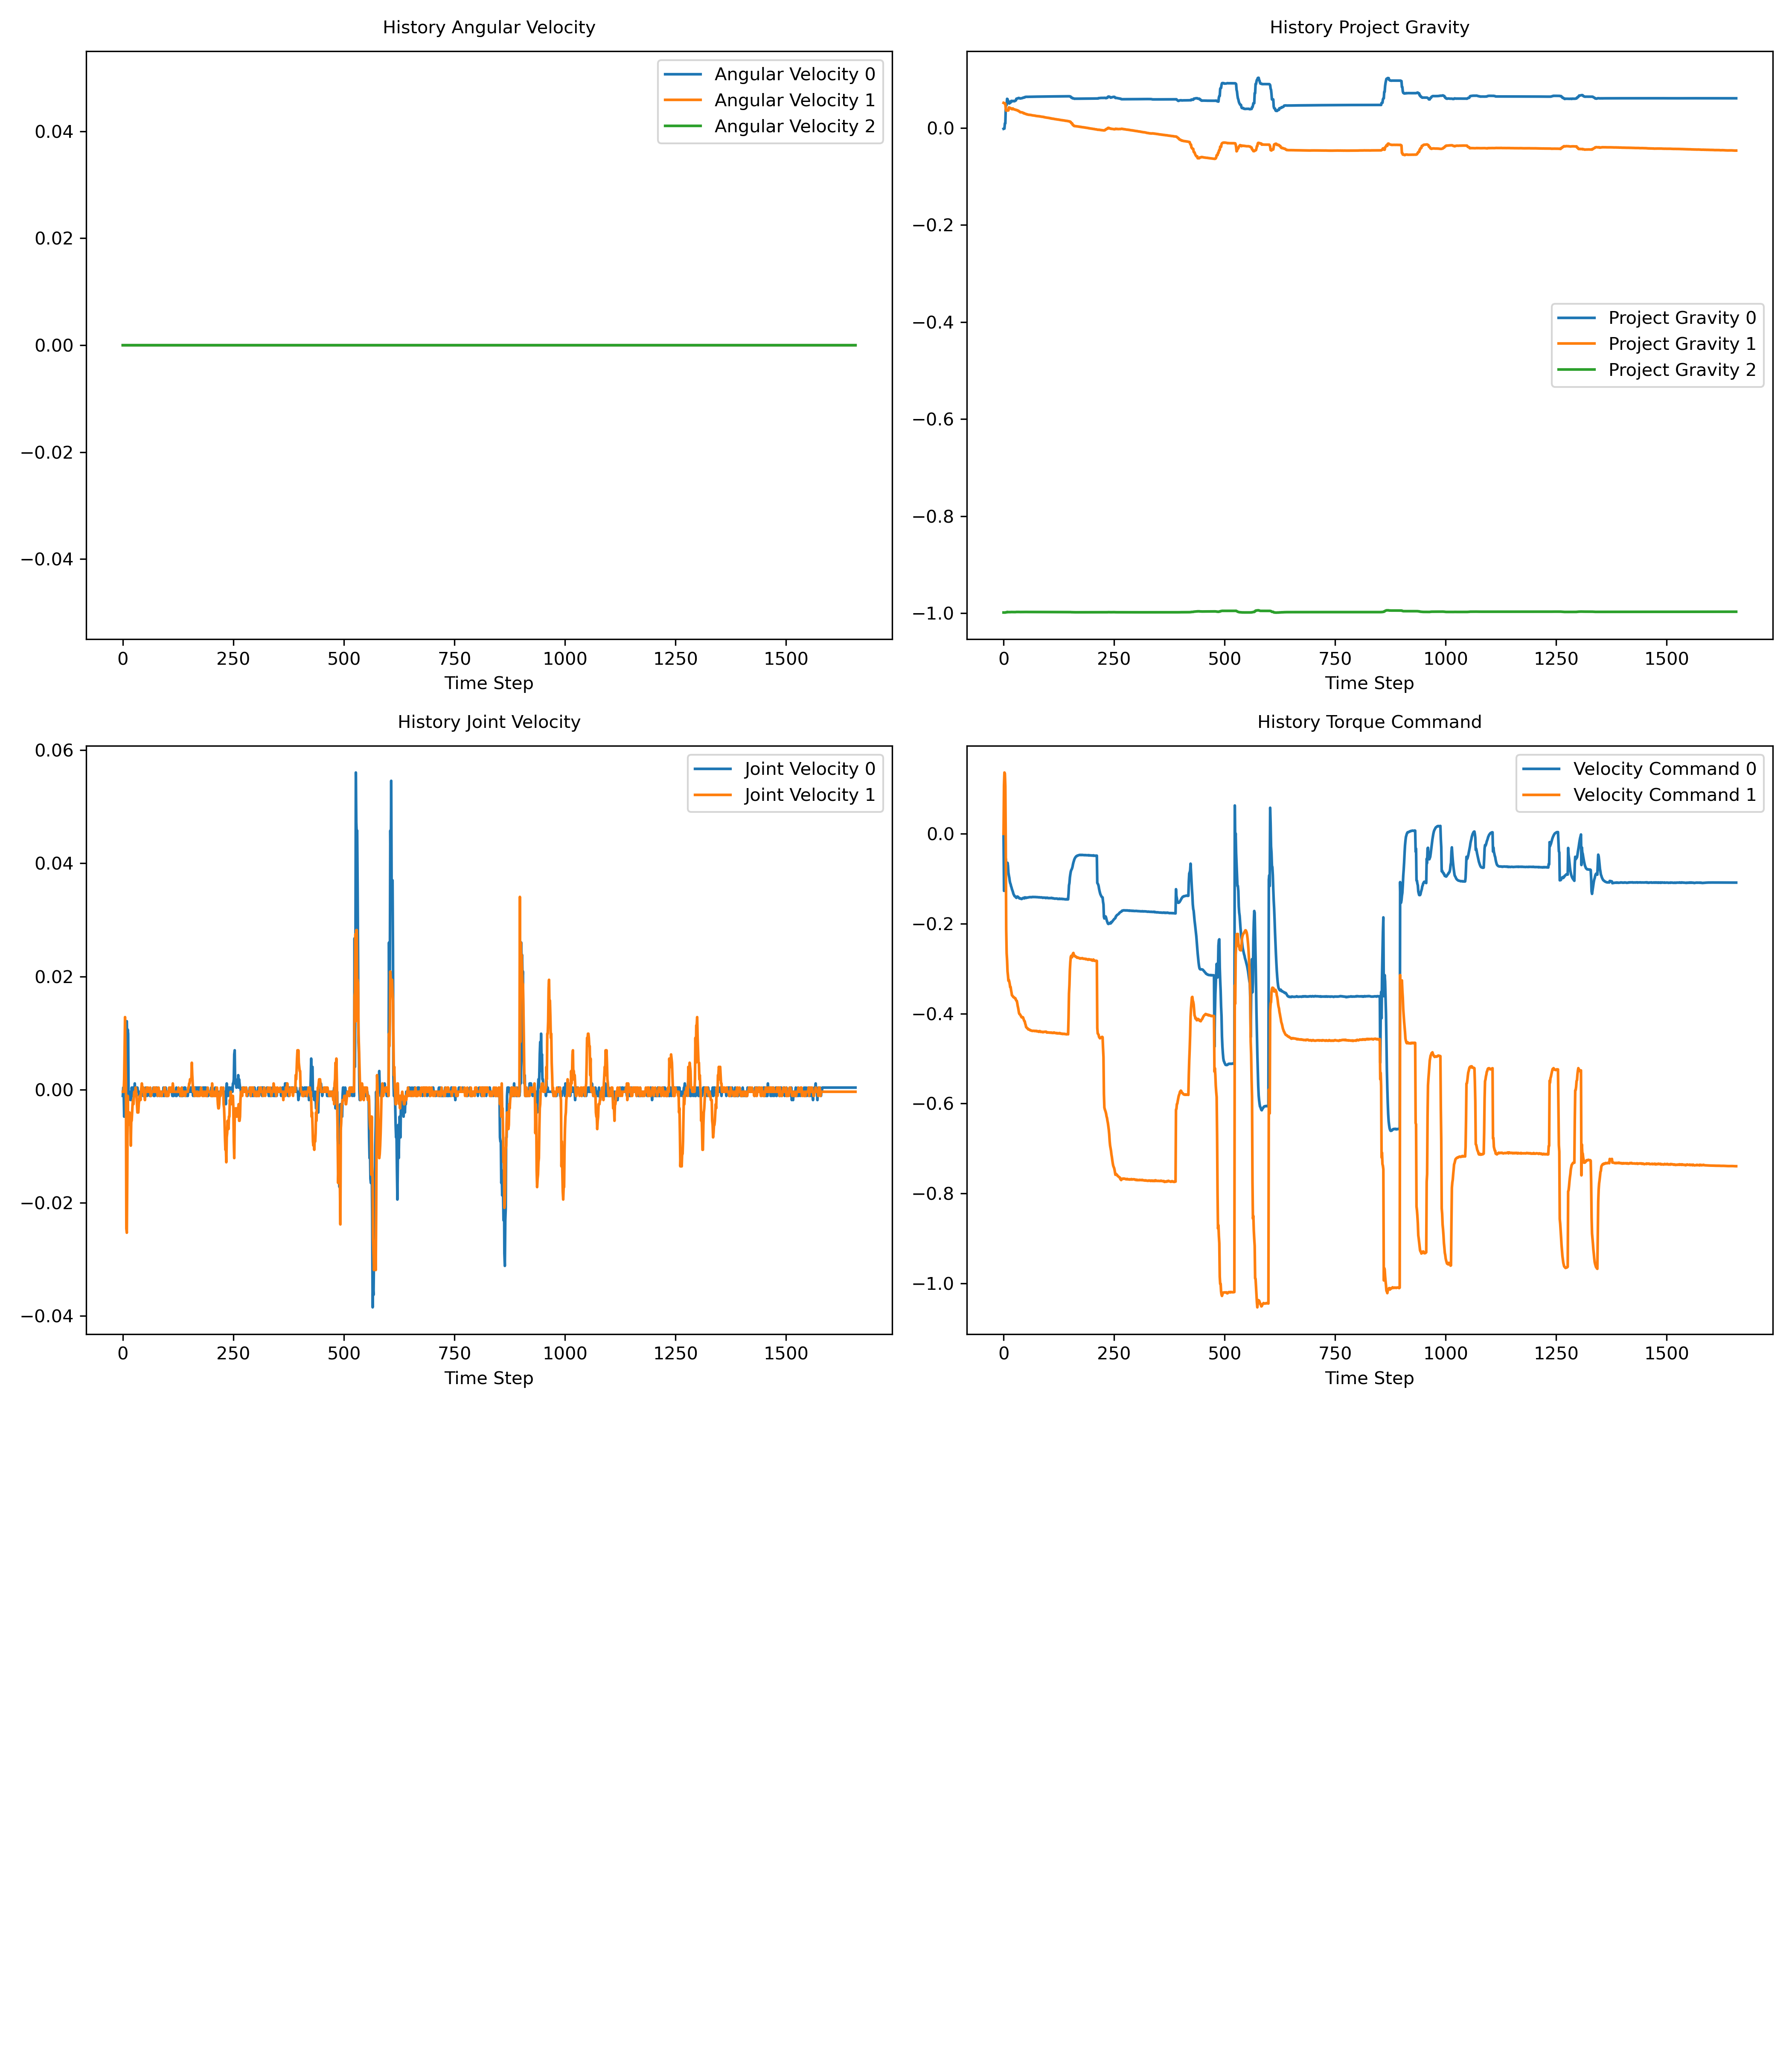 History Angular Velocity
Angular Velocity 0
Angular Velocity 1
Angular Velocity 2
0.04
0.02
0.00
−0.02
−0.04
0 250 500 750 1000 1250 1500
Time Step
History Project Gravity
Project Gravity 0
Project Gravity 1
Project Gravity 2
0.0
−0.2
−0.4
−0.6
−0.8
−1.0
0 250 500 750 1000 1250 1500
Time Step
History Joint Velocity
Joint Velocity 0
Joint Velocity 1
0.06
0.04
0.02
0.00
−0.02
−0.04
0 250 500 750 1000 1250 1500
Time Step
History Torque Command
Velocity Command 0
Velocity Command 1
0.0
−0.2
−0.4
−0.6
−0.8
−1.0
0 250 500 750 1000 1250 1500
Time Step